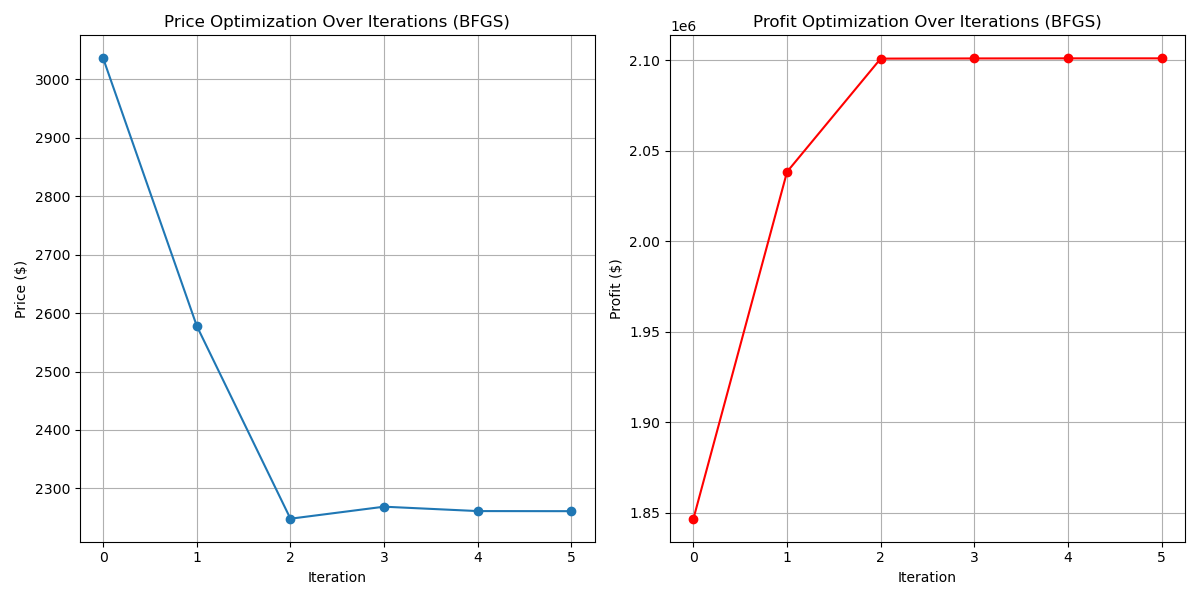 Price Optimization Over Iterations (BFGS)
Price ($)
3000
2900
2800
2700
2600
2500
2400
2300
0 1 2 3 4 5
Iteration
Profit Optimization Over Iterations (BFGS)
1e6
Profit ($)
2.10
2.05
2.00
1.95
1.90
1.85
0 1 2 3 4 5
Iteration